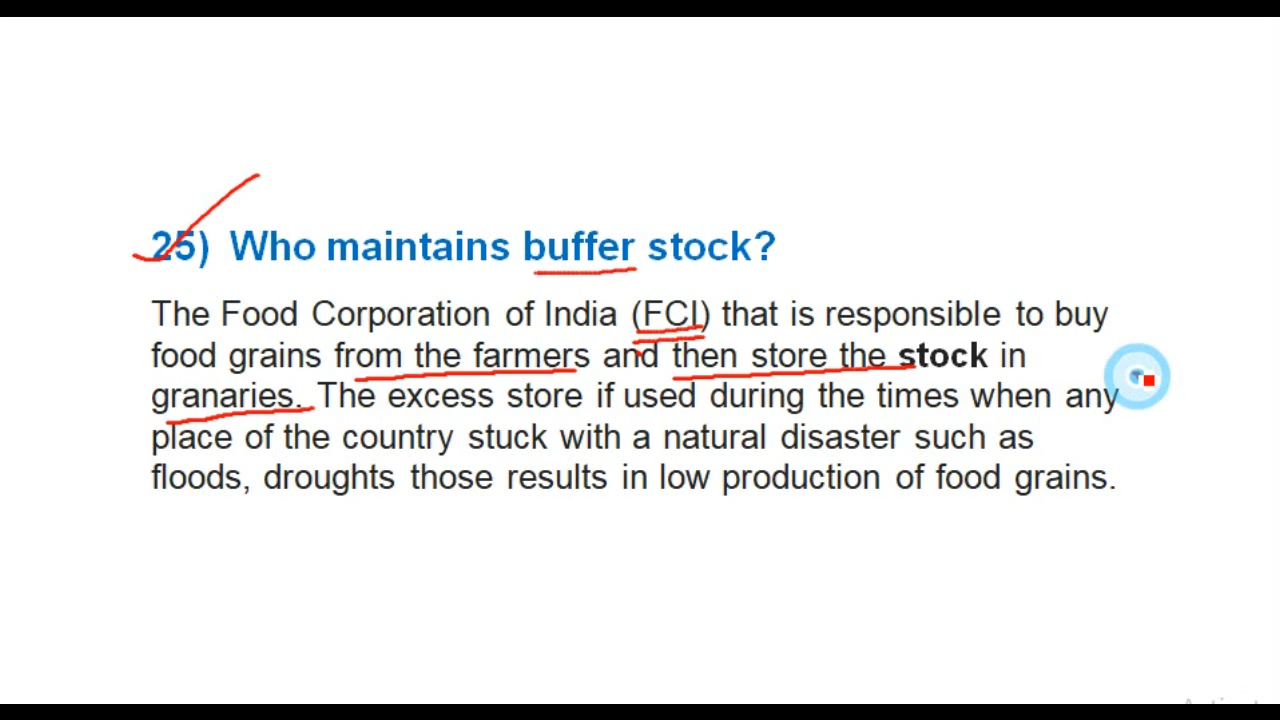 25) Who maintains buffer stock?
The Food Corporation of India (FCI) that is responsible to buy
food grains from the farmers and then store the stock in
granaries. The excess store if used during the times when any
place of the country stuck with a natural disaster such as
floods, droughts those results in low production of food grains.